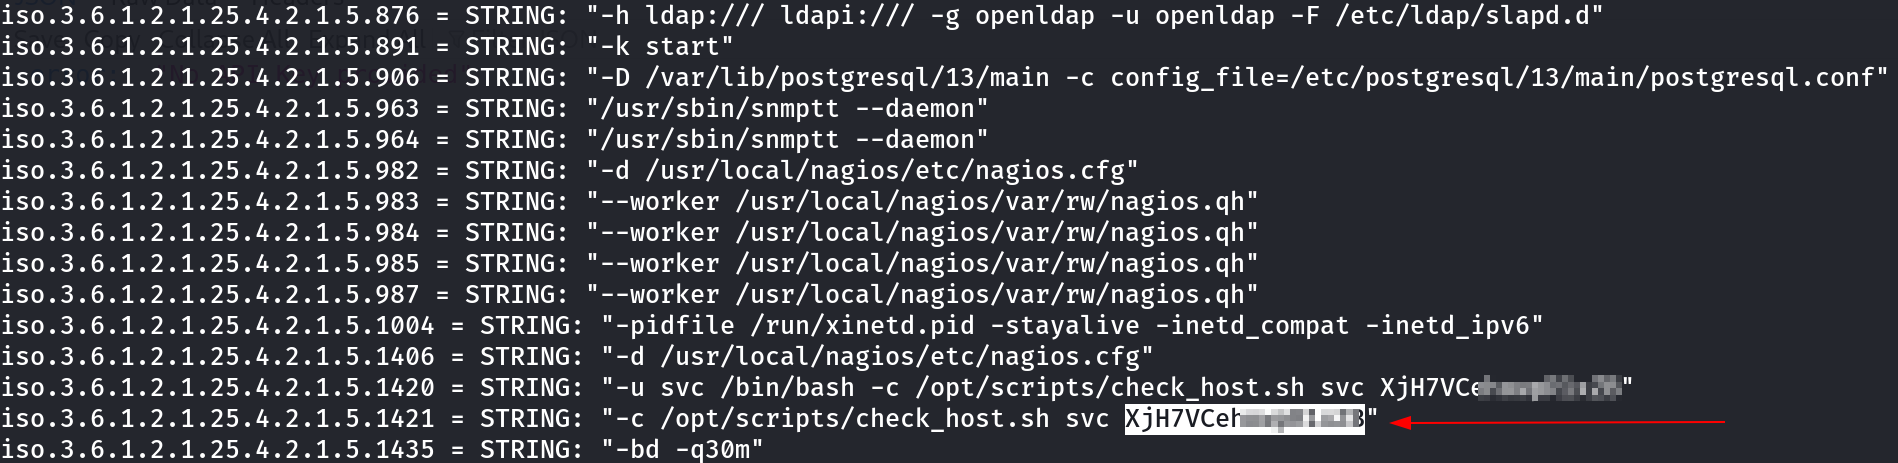 iso.3.6.1.2.1.25.4.2.1.5.876 = STRING: "-h ldap:/// ldapi:/// -g openldap -u openldap -F /etc/ldap/slapd.d"
iso.3.6.1.2.1.25.4.2.1.5.891 = STRING: "-k start"
iso.3.6.1.2.1.25.4.2.1.5.906 = STRING: "-D /var/lib/postgresql/13/main -c config_file=/etc/postgresql/13/main/postgresql.conf"
iso.3.6.1.2.1.25.4.2.1.5.963 = STRING: "/usr/sbin/snmptt --daemon"
iso.3.6.1.2.1.25.4.2.1.5.964 = STRING: "/usr/sbin/snmptt --daemon"
iso.3.6.1.2.1.25.4.2.1.5.982 = STRING: "-d /usr/local/nagios/etc/nagios.cfg"
iso.3.6.1.2.1.25.4.2.1.5.983 = STRING: "--worker /usr/local/nagios/var/rw/nagios.qh"
iso.3.6.1.2.1.25.4.2.1.5.984 = STRING: "--worker /usr/local/nagios/var/rw/nagios.qh"
iso.3.6.1.2.1.25.4.2.1.5.985 = STRING: "--worker /usr/local/nagios/var/rw/nagios.qh"
iso.3.6.1.2.1.25.4.2.1.5.987 = STRING: "--worker /usr/local/nagios/var/rw/nagios.qh"
iso.3.6.1.2.1.25.4.2.1.5.1004 = STRING: "-pidfile /run/xinetd.pid -stayalive -inetd_compat -inetd_ipv6"
iso.3.6.1.2.1.25.4.2.1.5.1406 = STRING: "-d /usr/local/nagios/etc/nagios.cfg"
iso.3.6.1.2.1.25.4.2.1.5.1420 = STRING: "-u svc /bin/bash -c /opt/scripts/check_host.sh svc
iso.3.6.1.2.1.25.4.2.1.5.1421 = STRING: "-c /opt/scripts/check_host.sh svc
iso.3.6.1.2.1.25.4.2.1.5.1435 = STRING: "-bd -q30m"